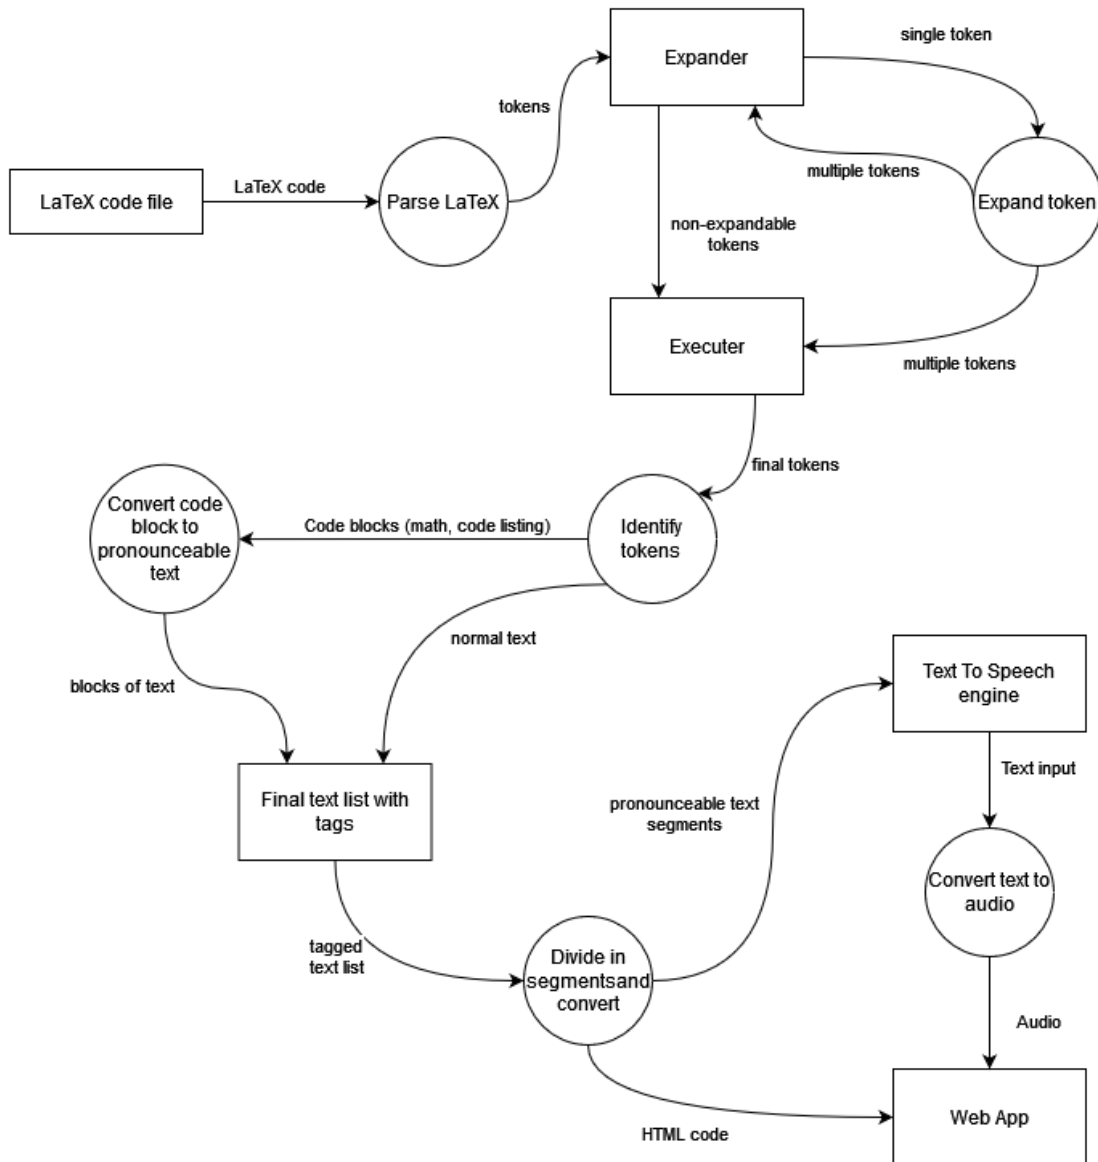 single token
Expander
tokens
multiple tokens
LaTeX code
LaTeX code file
Parse LaTeX
Expand token
non-expandable
tokens
Executer
multiple tokens
final tokens
Convert code
block to
pronounceable
text
Code blocks (math, code listing)
Identify
tokens
normal text
blocks of text
Text To Speech
engine
Text input
Final text list with
tags
pronounceable text
segments
Convert text to
audio
tagged
text list
Divide in
segmentsand
convert
Audio
Web App
HTML code